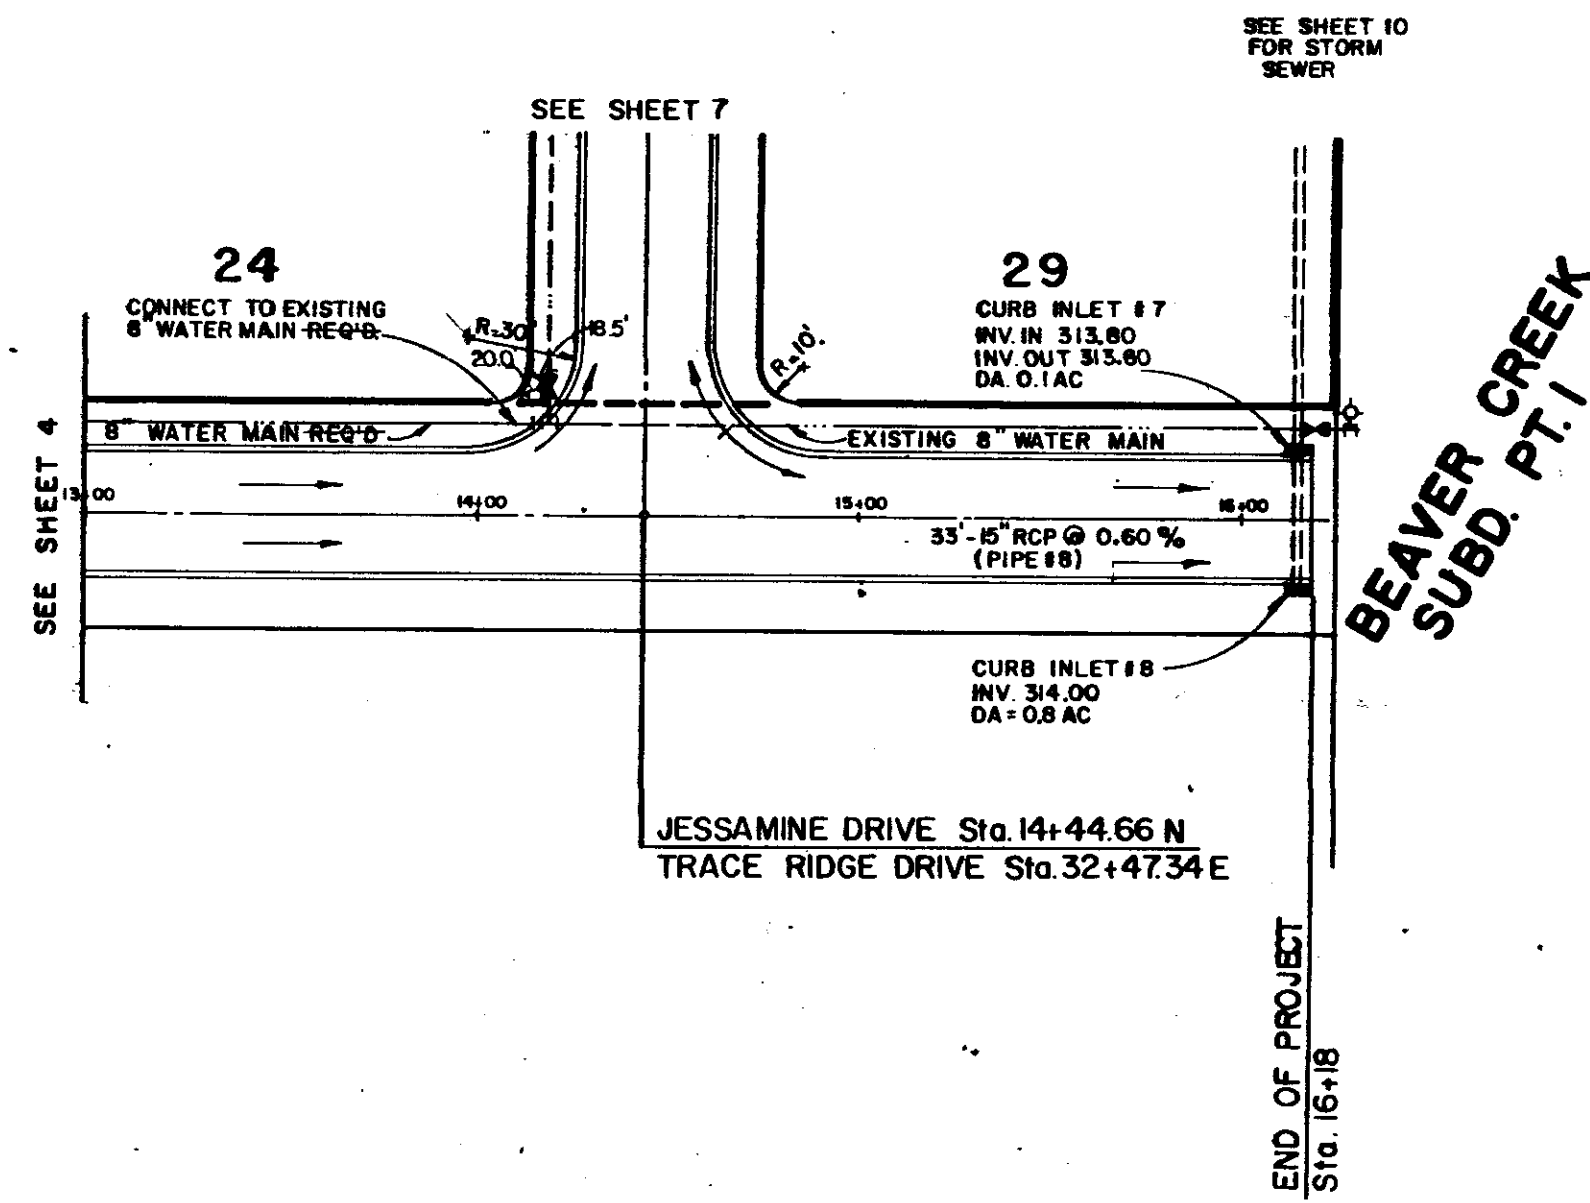 SEE SHEET 10
FOR STORM
SEWER
SEE SHEET 7
24
CONNECT TO EXISTING
8" WATER MAIN REQ'D.
R=30'
20.0'
18.5'
R=10'
29
CURB INLET #7
INV. IN 313.80
INV. OUT 313.60
DA. 0.1 AC
8" WATER MAIN REQ'D
EXISTING 8" WATER MAIN
SEE SHEET 4
13+00
14+00
15+00
16+00
33'-15" RCP @ 0.60 %
(PIPE #8)
BEAVER CREEK
SUBD. PT. 1
CURB INLET #8
INV. 314.00
DA = 0.8 AC
JESSAMINE DRIVE Sta. 14+44.66 N
TRACE RIDGE DRIVE Sta. 32+47.34 E
END OF PROJECT
Sta. 16+18